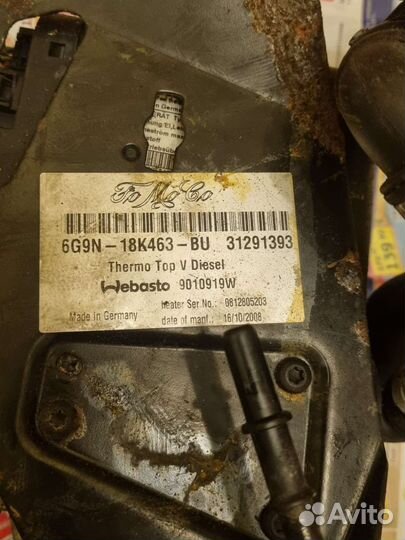 FoMoCo
6G9N-18K463-BU 31291393
Thermo Top V Diesel
Webasto 9010919W
heater Ser No.: 0812805203
Made in Germany date of manf.: 16/10/2008
139
Avito